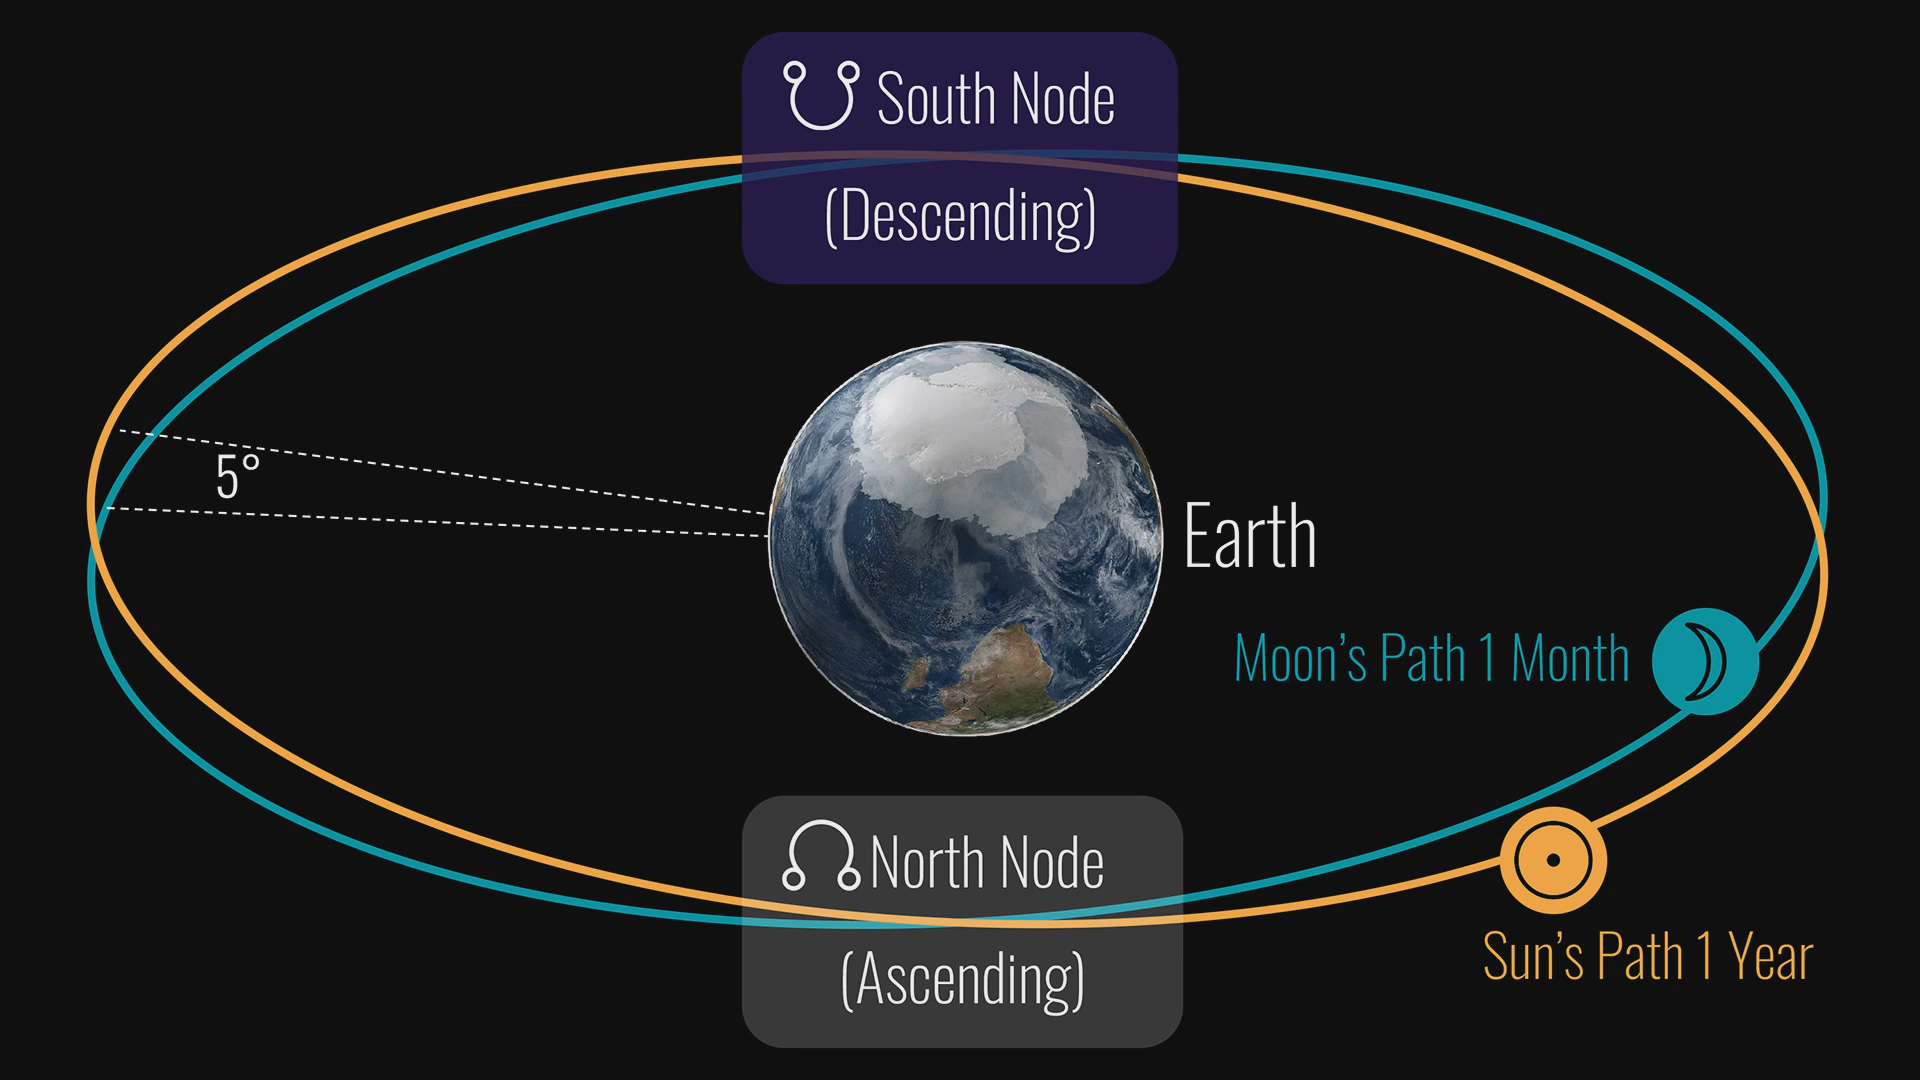 ☋ South Node
(Descending)
5°
Earth
Moon’s Path 1 Month
☊ North Node
(Ascending)
Sun’s Path 1 Year